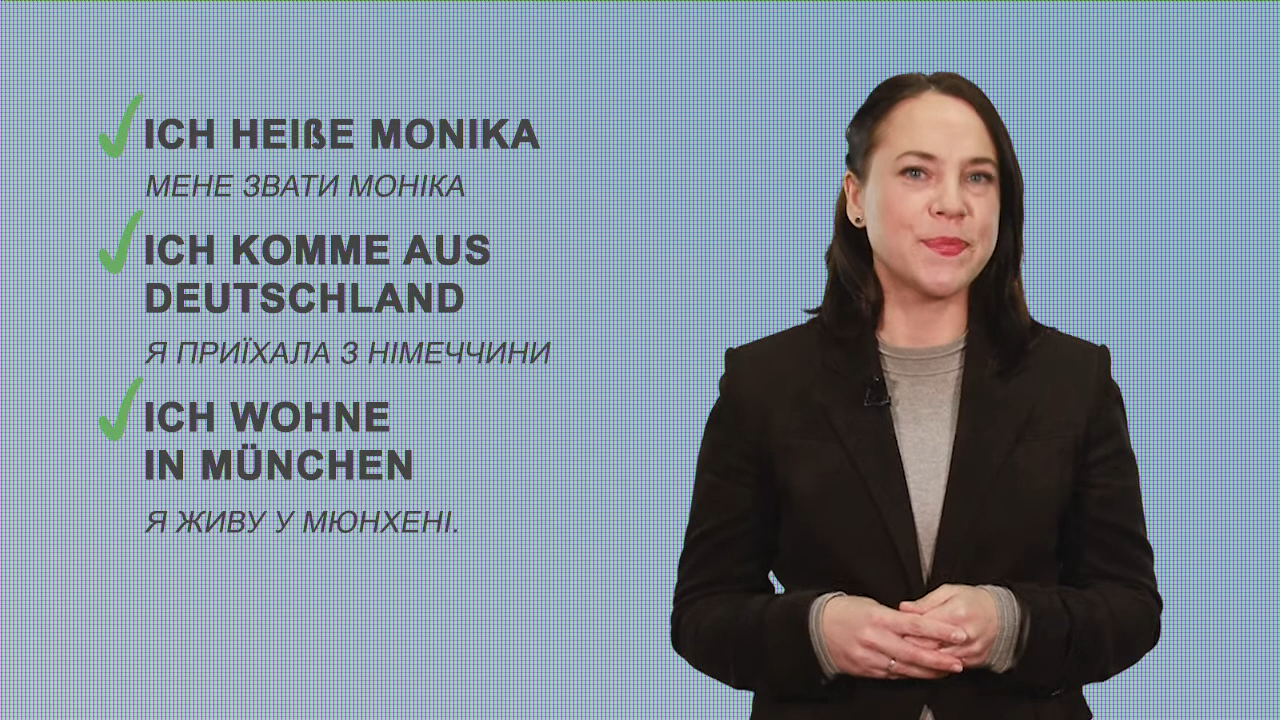 ICH HEIßE MONIKA
МЕНЕ ЗВАТИ МОНІКА
ICH KOMME AUS
DEUTSCHLAND
Я ПРИЇХАЛА З НІМЕЧЧИНИ
ICH WOHNE
IN MÜNCHEN
Я ЖИВУ У МЮНХЕНІ.